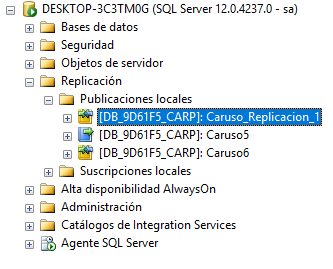 DESKTOP-3C3TM0G (SQL Server 12.0.4237.0 - sa)
Bases de datos
Seguridad
Objetos de servidor
Replicación
Publicaciones locales
[DB_9D61F5_CARP]: Caruso_Replicacion_1
[DB_9D61F5_CARP]: Caruso5
[DB_9D61F5_CARP]: Caruso6
Suscripciones locales
Alta disponibilidad AlwaysOn
Administración
Catálogos de Integration Services
Agente SQL Server